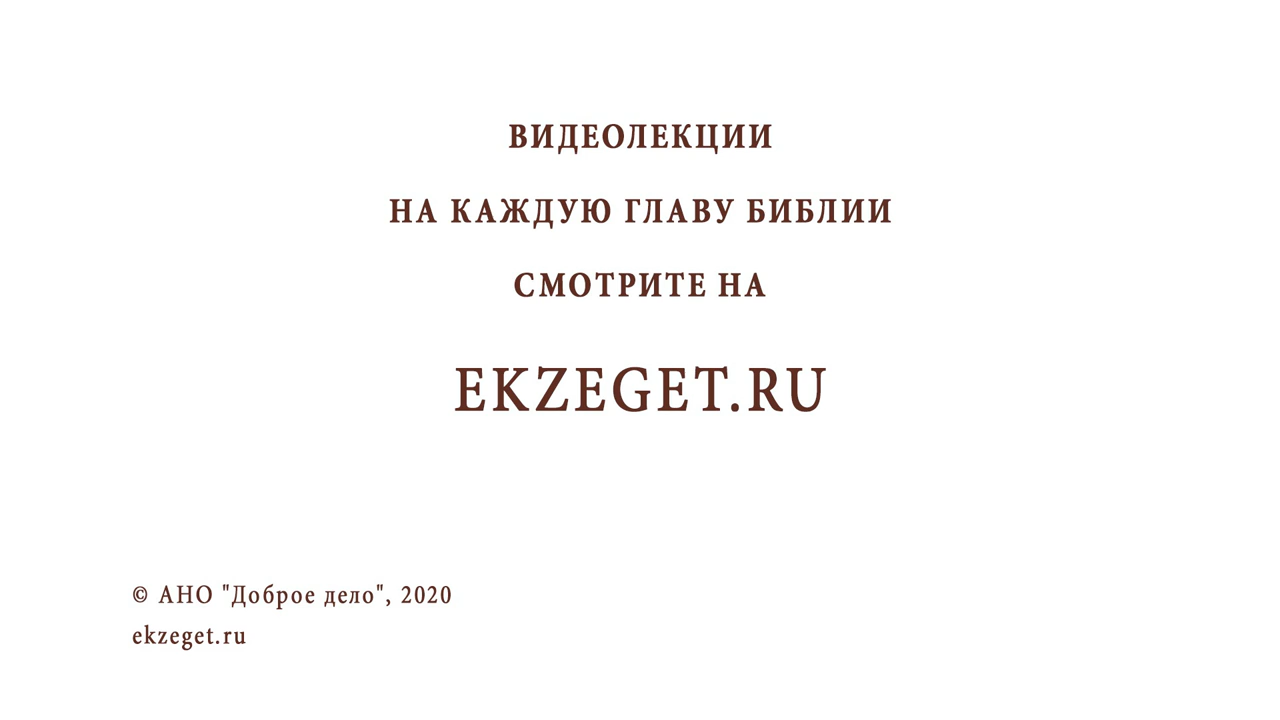 ВИДЕОЛЕКЦИИ
НА КАЖДУЮ ГЛАВУ БИБЛИИ
СМОТРИТЕ НА
EKZEGET.RU
© АНО "Доброе дело", 2020
ekzeget.ru